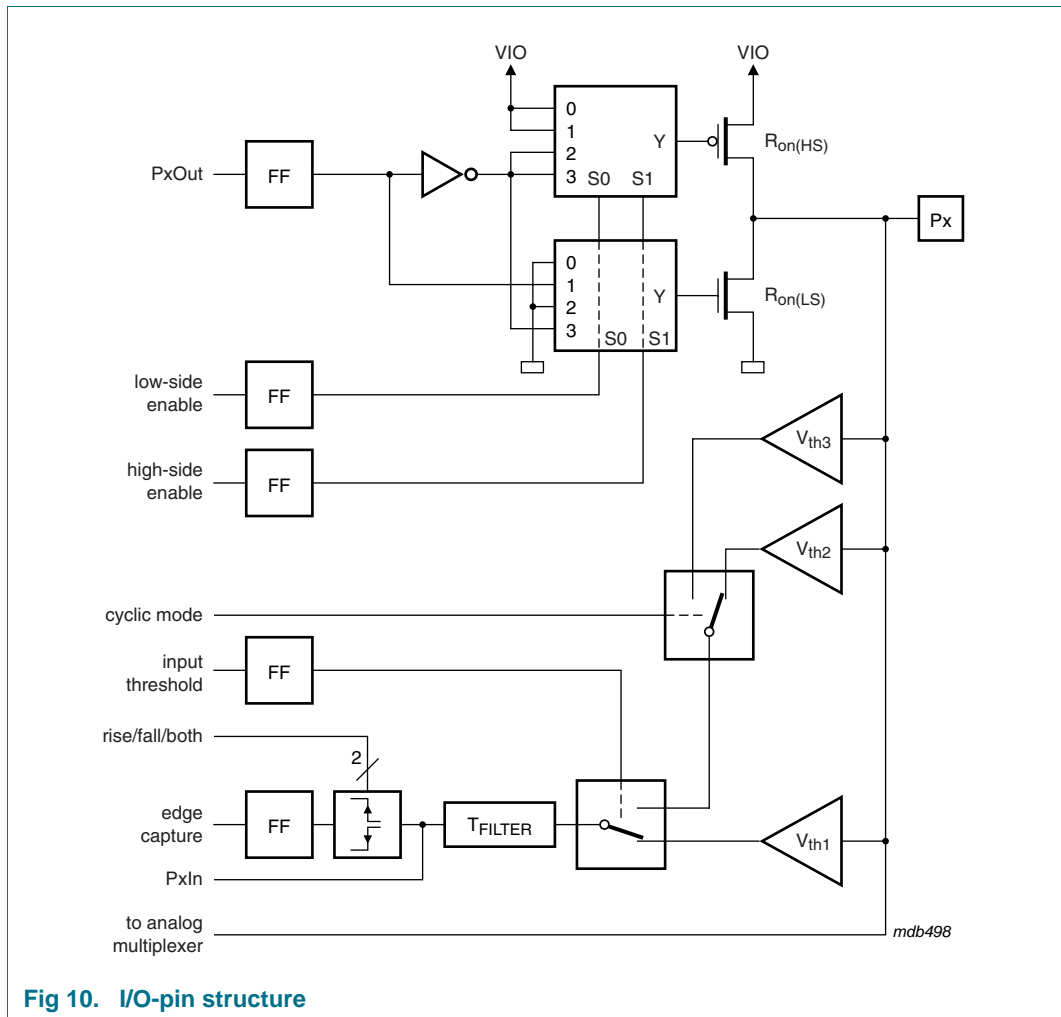 VIO
VIO
0
1
2
3
Y
S0
S1
Ron(HS)
PxOut
FF
Px
0
1
2
3
Y
S0
S1
Ron(LS)
low-side
enable
FF
high-side
enable
FF
Vth3
Vth2
cyclic mode
input
threshold
FF
rise/fall/both
2
edge
capture
FF
TFILTER
Vth1
PxIn
to analog
multiplexer
mdb498
Fig 10. I/O-pin structure